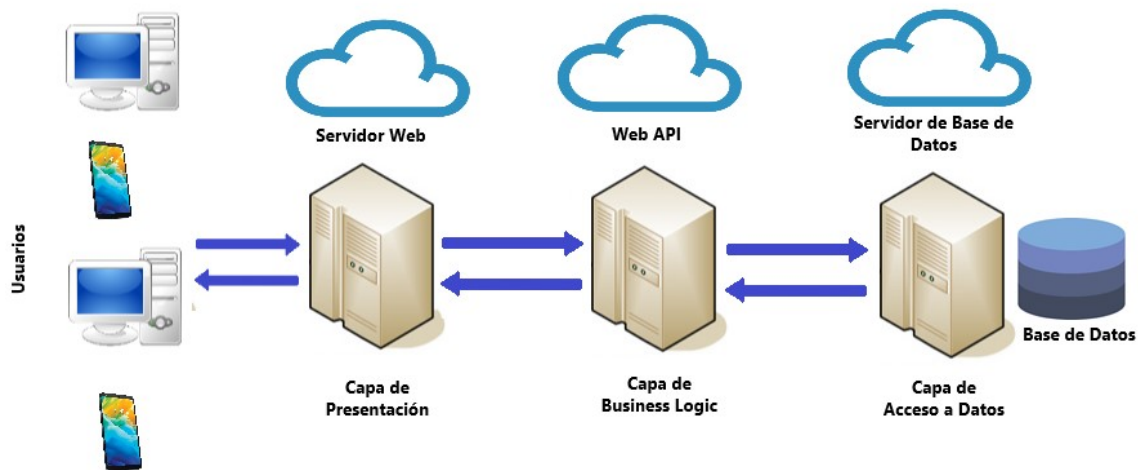 Servidor Web
Web API
Servidor de Base de
Datos
Usuarios
Base de Datos
Capa de
Presentación
Capa de
Business Logic
Capa de
Acceso a Datos